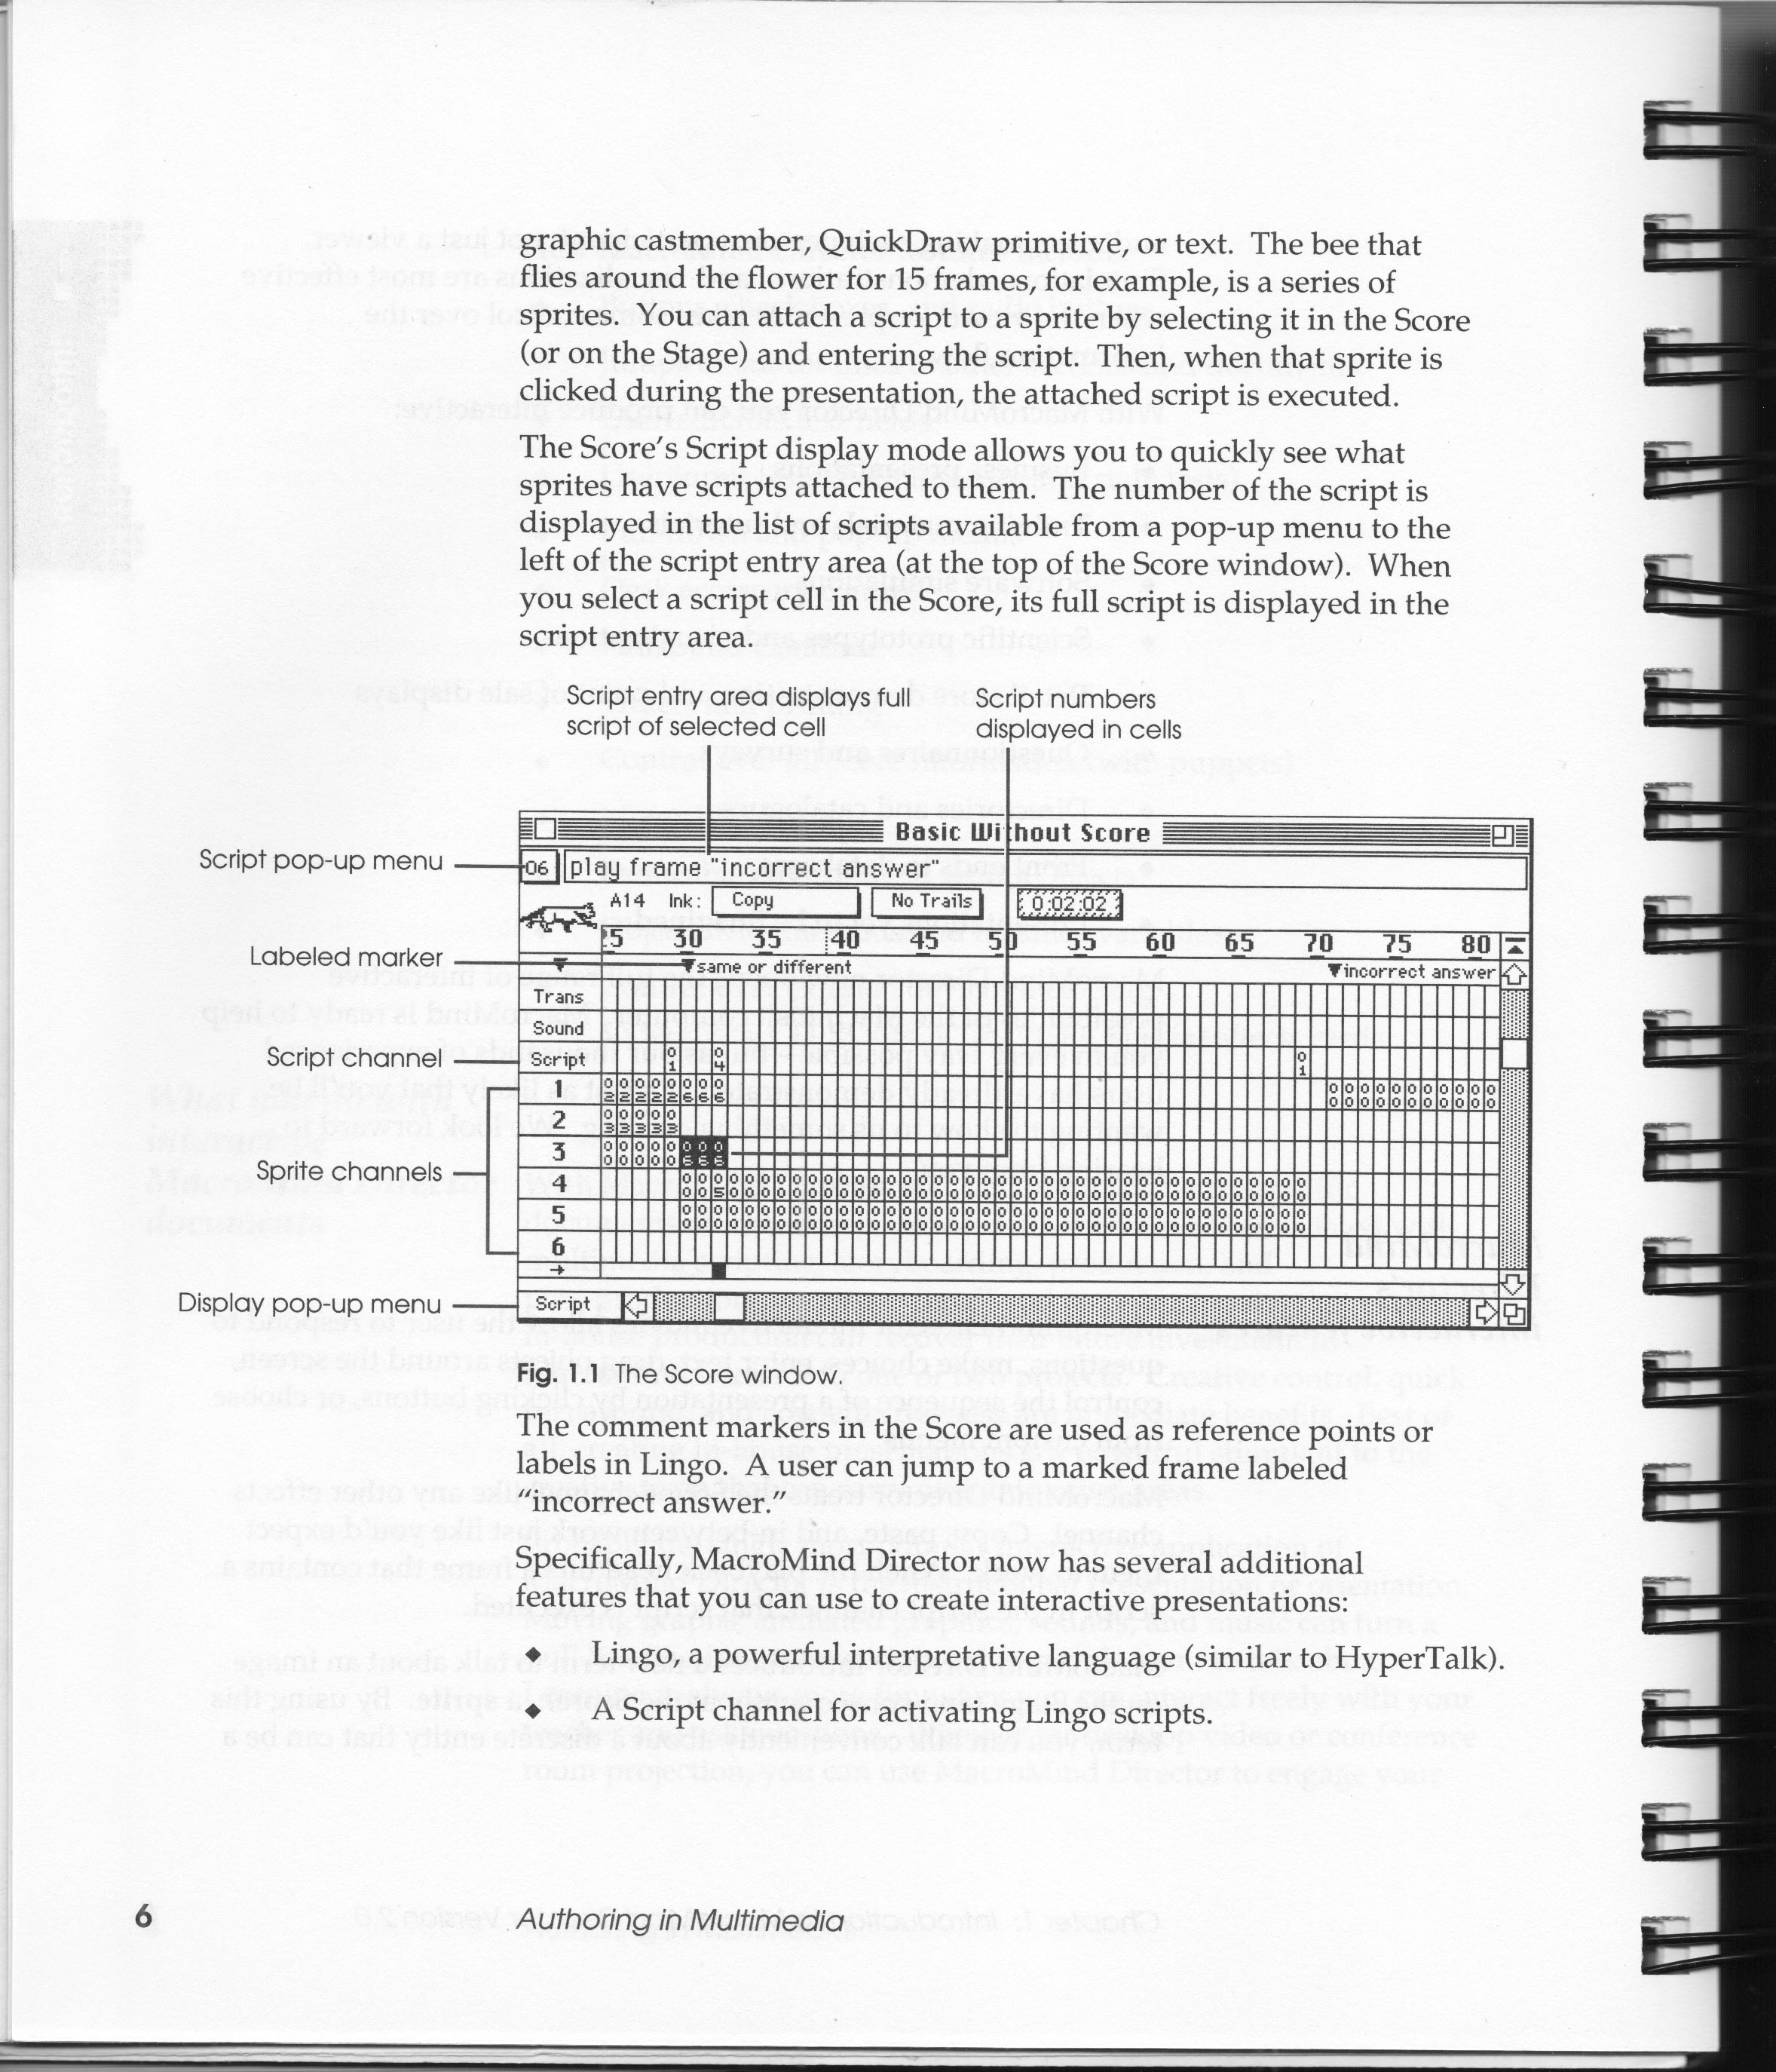 graphic castmember, QuickDraw primitive, or text.  The bee that
flies around the flower for 15 frames, for example, is a series of
sprites.  You can attach a script to a sprite by selecting it in the Score
(or on the Stage) and entering the script.  Then, when that sprite is
clicked during the presentation, the attached script is executed.
The Score's Script display mode allows you to quickly see what
sprites have scripts attached to them.  The number of the script is
displayed in the list of scripts available from a pop-up menu to the
left of the script entry area (at the top of the Score window).  When
you select a script cell in the Score, its full script is displayed in the
script entry area.
Script entry area displays full
script of selected cell
Script numbers
displayed in cells
Basic Without Score
Script pop-up menu
06 play frame "incorrect answer"
A14 Ink: Copy No Trails 0:02:02
30 35 40 45 50 55 60 65 70 75 80
Labeled marker
same or different incorrect answer
Trans
Sound
Script channel
Script 01 04 01
1
2
3
Sprite channels
4
5
6
Display pop-up menu
Script
Fig. 1.1 The Score window.
The comment markers in the Score are used as reference points or
labels in Lingo.  A user can jump to a marked frame labeled
“incorrect answer.”
Specifically, MacroMind Director now has several additional
features that you can use to create interactive presentations:
◆ Lingo, a powerful interpretative language (similar to HyperTalk).
◆ A Script channel for activating Lingo scripts.
6 Authoring in Multimedia